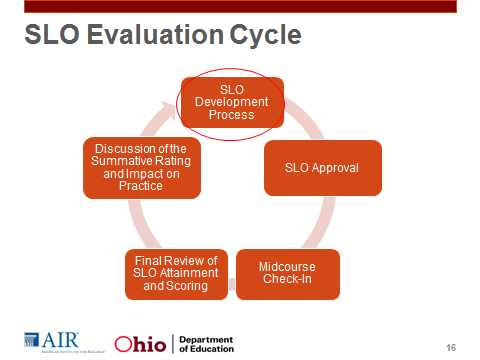 SLO Evaluation Cycle
SLO
Development
Process
SLO Approval
Midcourse
Check-In
Final Review of
SLO Attainment
and Scoring
Discussion of the
Summative Rating
and Impact on
Practice
AIR
AMERICAN INSTITUTES FOR RESEARCH
Ohio
Department
of Education
16